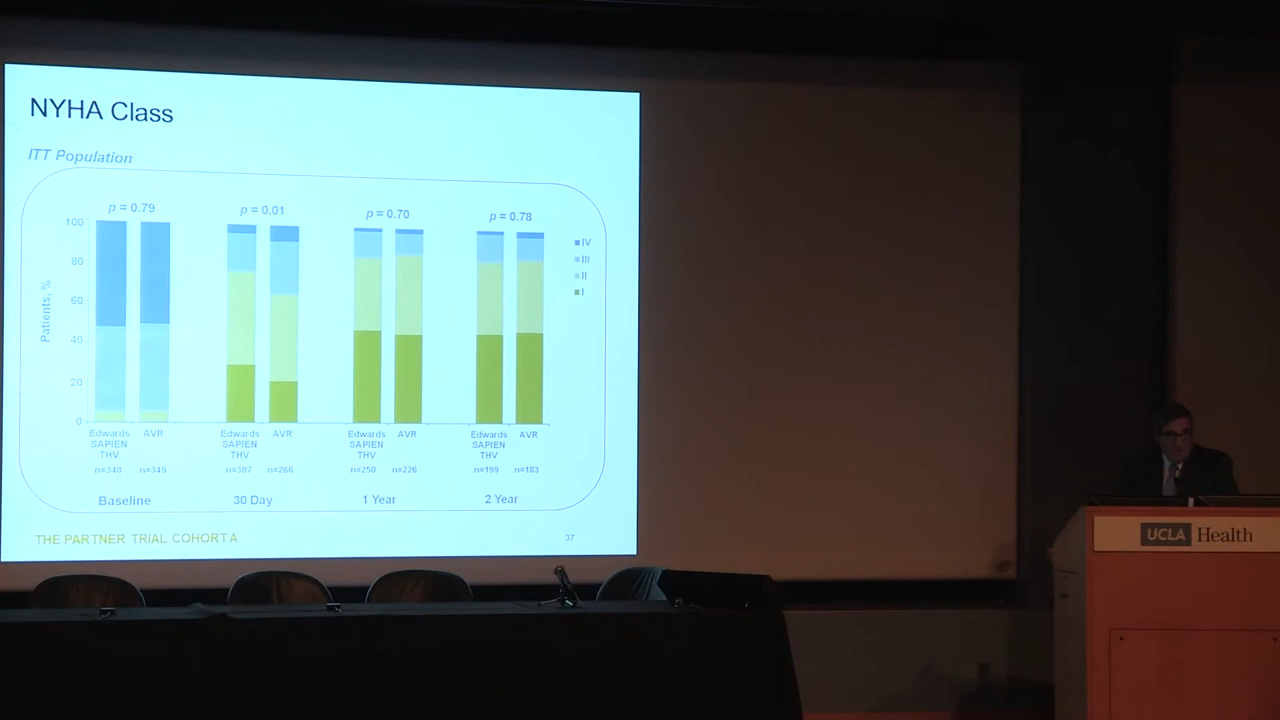 NYHA Class
ITT Population
p = 0.79
p = 0.01
p = 0.70
p = 0.78
100
80
60
40
20
0
Patients, %
IV
III
II
I
Edwards
SAPIEN
THV
AVR
Edwards
SAPIEN
THV
AVR
Edwards
SAPIEN
THV
AVR
Edwards
SAPIEN
THV
AVR
n=348
n=349
n=307
n=266
n=250
n=226
n=199
n=183
Baseline
30 Day
1 Year
2 Year
THE PARTNER TRIAL COHORT A
37
UCLA Health